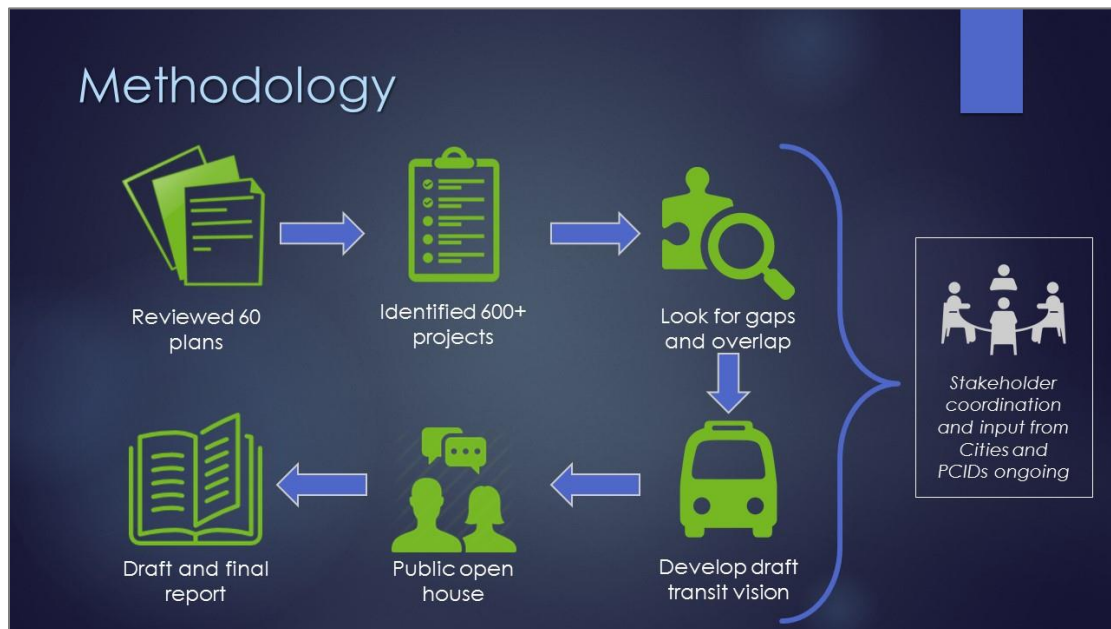 Methodology
Reviewed 60
plans
Identified 600+
projects
Look for gaps
and overlap
Develop draft
transit vision
Public open
house
Draft and final
report
Stakeholder
coordination
and input from
Cities and
PCIDs ongoing